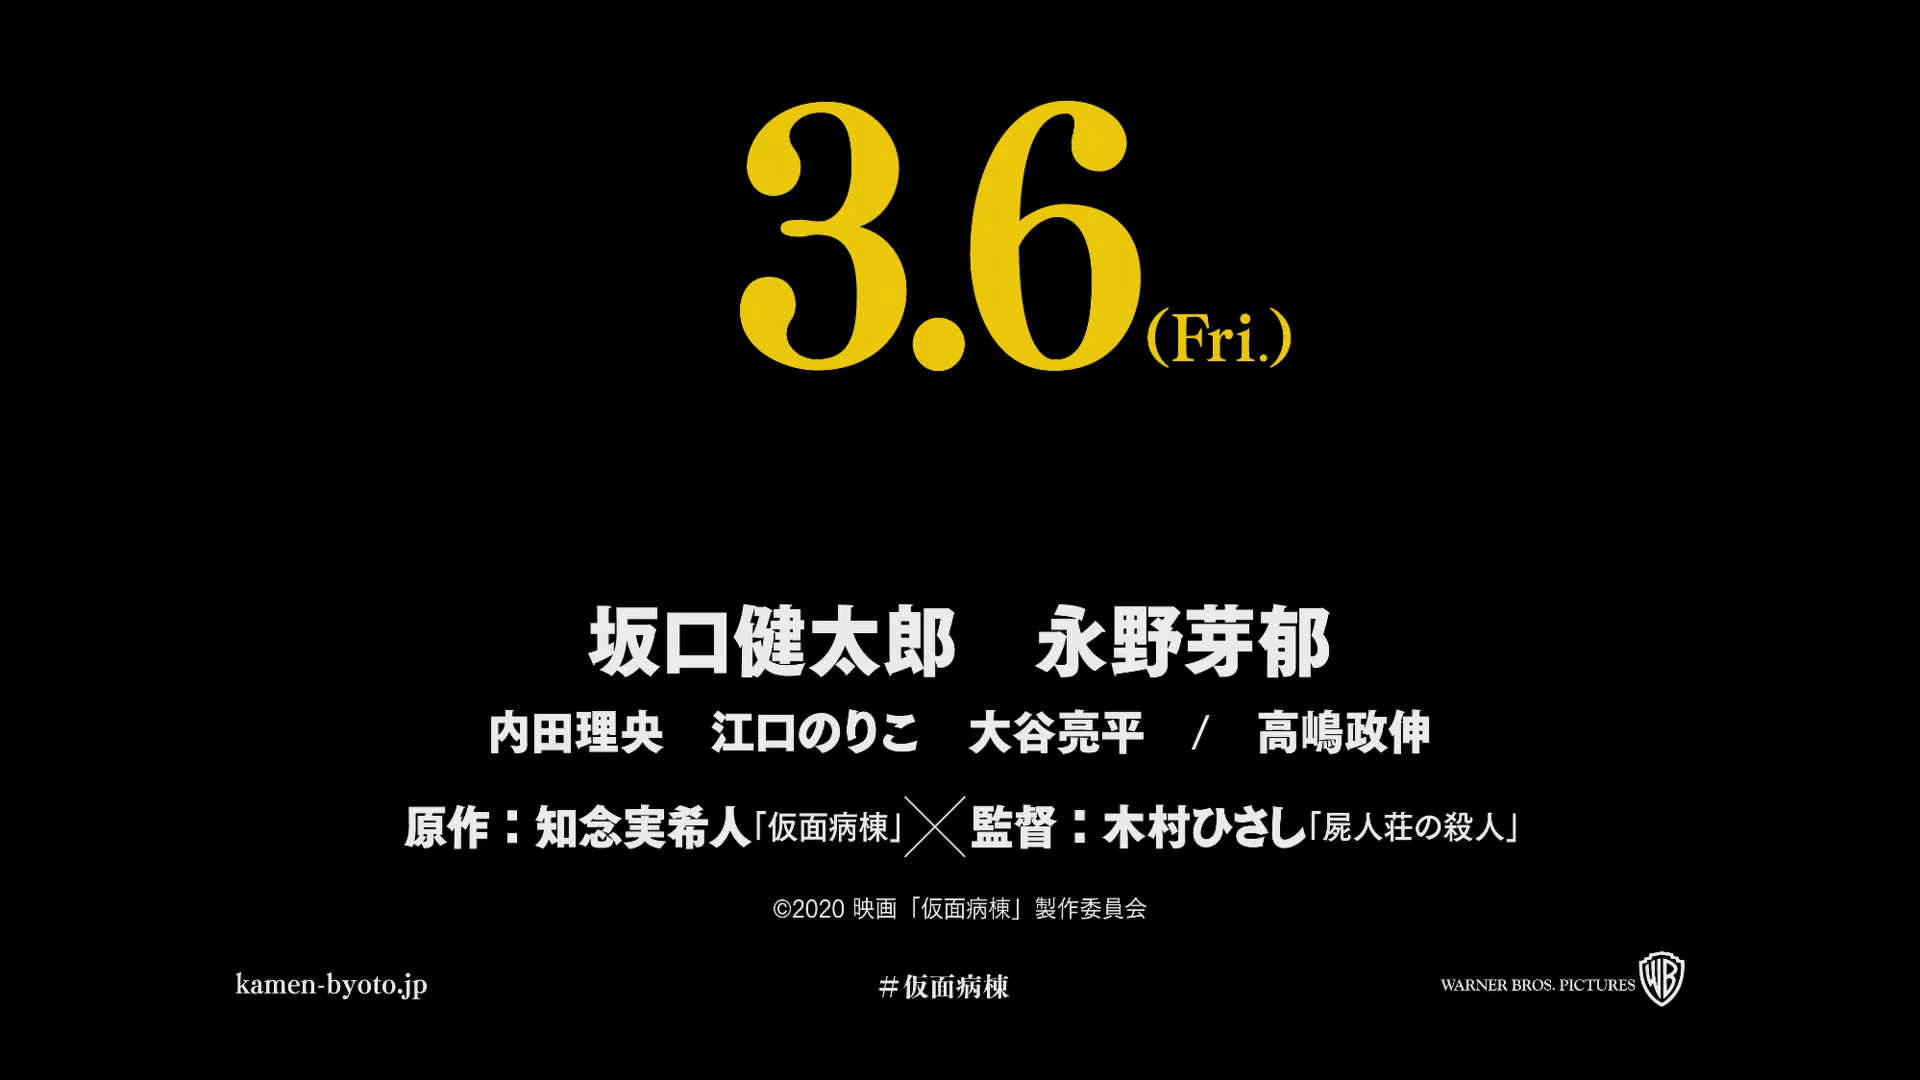 3.6(Fri.)
坂口健太郎　永野芽郁
内田理央　江口のりこ　大谷亮平　/　高嶋政伸
原作：知念実希人「仮面病棟」×監督：木村ひさし「屍人荘の殺人」
©2020 映画「仮面病棟」製作委員会
kamen-byoto.jp
#仮面病棟
WARNER BROS. PICTURES WB